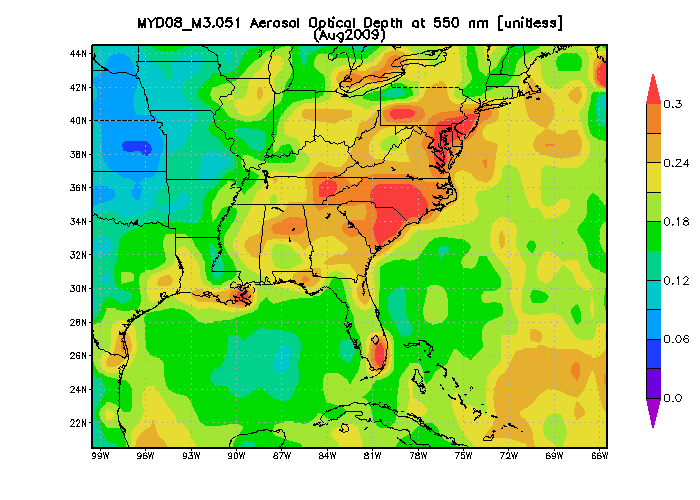 MYD08_M3.051 Aerosol Optical Depth at 550 nm [unitless]
(Aug2009)
44N
42N
40N
38N
36N
34N
32N
30N
28N
26N
24N
22N
99W 96W 93W 90W 87W 84W 81W 78W 75W 72W 69W 66W
0.3
0.24
0.18
0.12
0.06
0.0